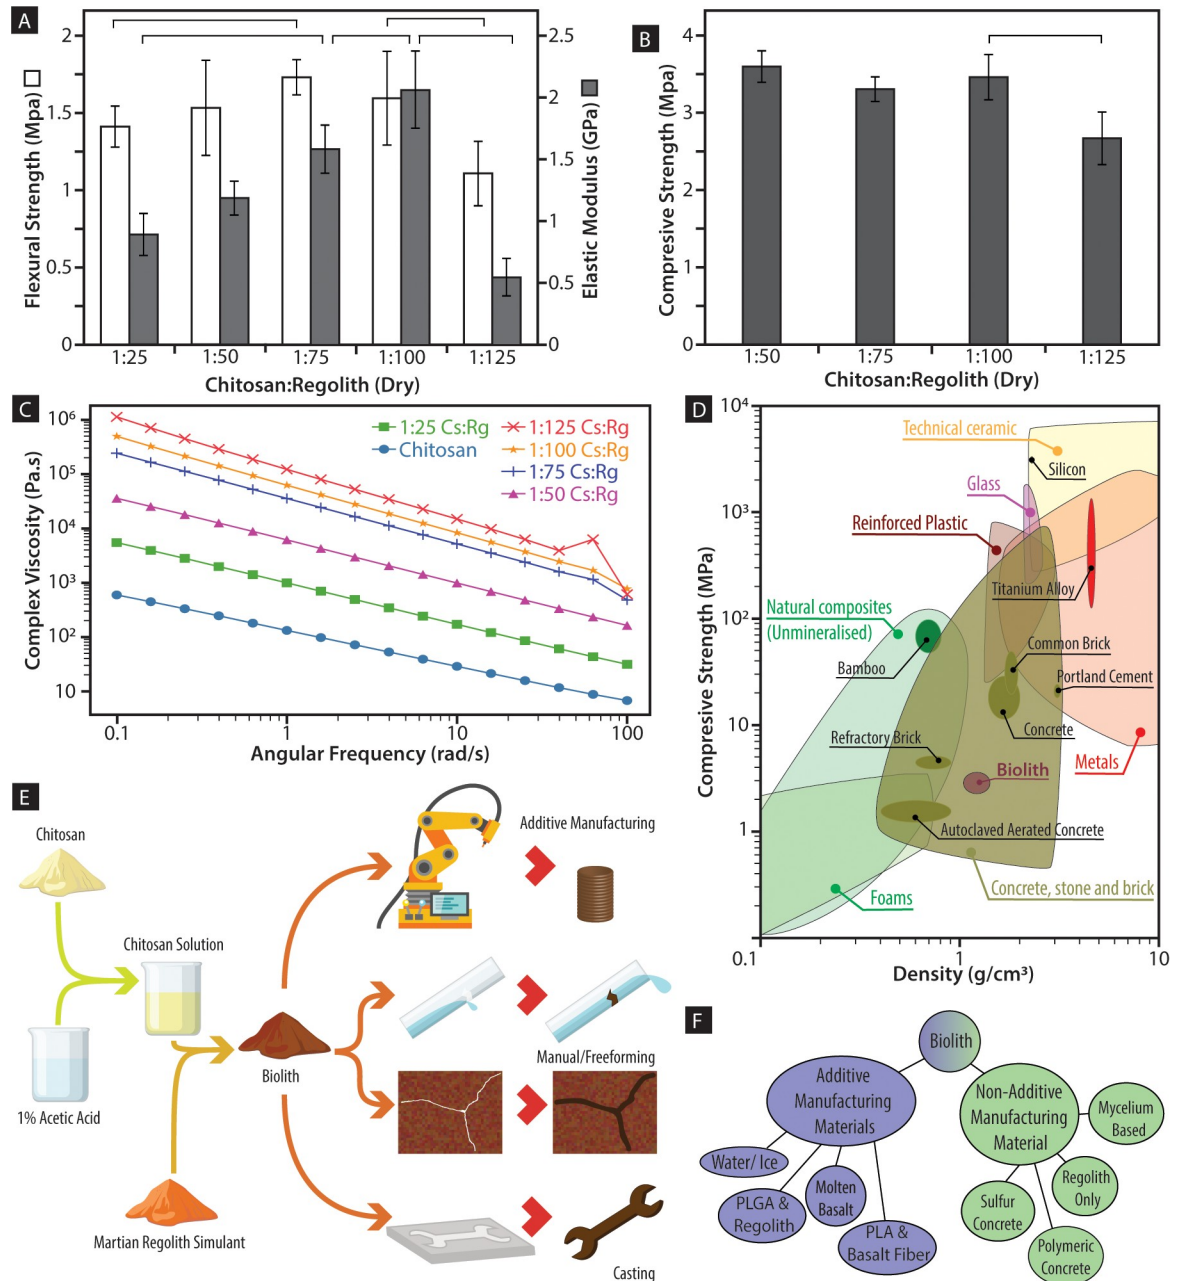 A
Flexural Strength (Mpa)
2
1.5
1
0.5
0
2.5
2
1.5
1
0.5
0
Elastic Modulus (GPa)
1:25
1:50
1:75
1:100
1:125
Chitosan:Regolith (Dry)
B
Compresive Strength (Mpa)
4
3
2
1
0
1:50
1:75
1:100
1:125
Chitosan:Regolith (Dry)
C
Complex Viscosity (Pa.s)
10⁶
10⁵
10⁴
10³
10²
10
1:25 Cs:Rg
Chitosan
1:125 Cs:Rg
1:100 Cs:Rg
1:75 Cs:Rg
1:50 Cs:Rg
0.1
1
10
100
Angular Frequency (rad/s)
D
Compresive Strength (MPa)
10⁴
10³
10²
10
1
Technical ceramic
Silicon
Glass
Reinforced Plastic
Titanium Alloy
Natural composites
(Unmineralised)
Common Brick
Bamboo
Portland Cement
Concrete
Refractory Brick
Metals
Biolith
Autoclaved Aerated Concrete
Concrete, stone and brick
Foams
0.1
1
10
Density (g/cm³)
E
Chitosan
Chitosan Solution
1% Acetic Acid
Martian Regolith Simulant
Biolith
Additive Manufacturing
Manual/Freeforming
Casting
F
Biolith
Additive
Manufacturing
Materials
Water/ Ice
PLGA &
Regolith
Molten
Basalt
PLA &
Basalt Fiber
Non-Additive
Manufacturing
Material
Mycelium
Based
Regolith
Only
Sulfur
Concrete
Polymeric
Concrete